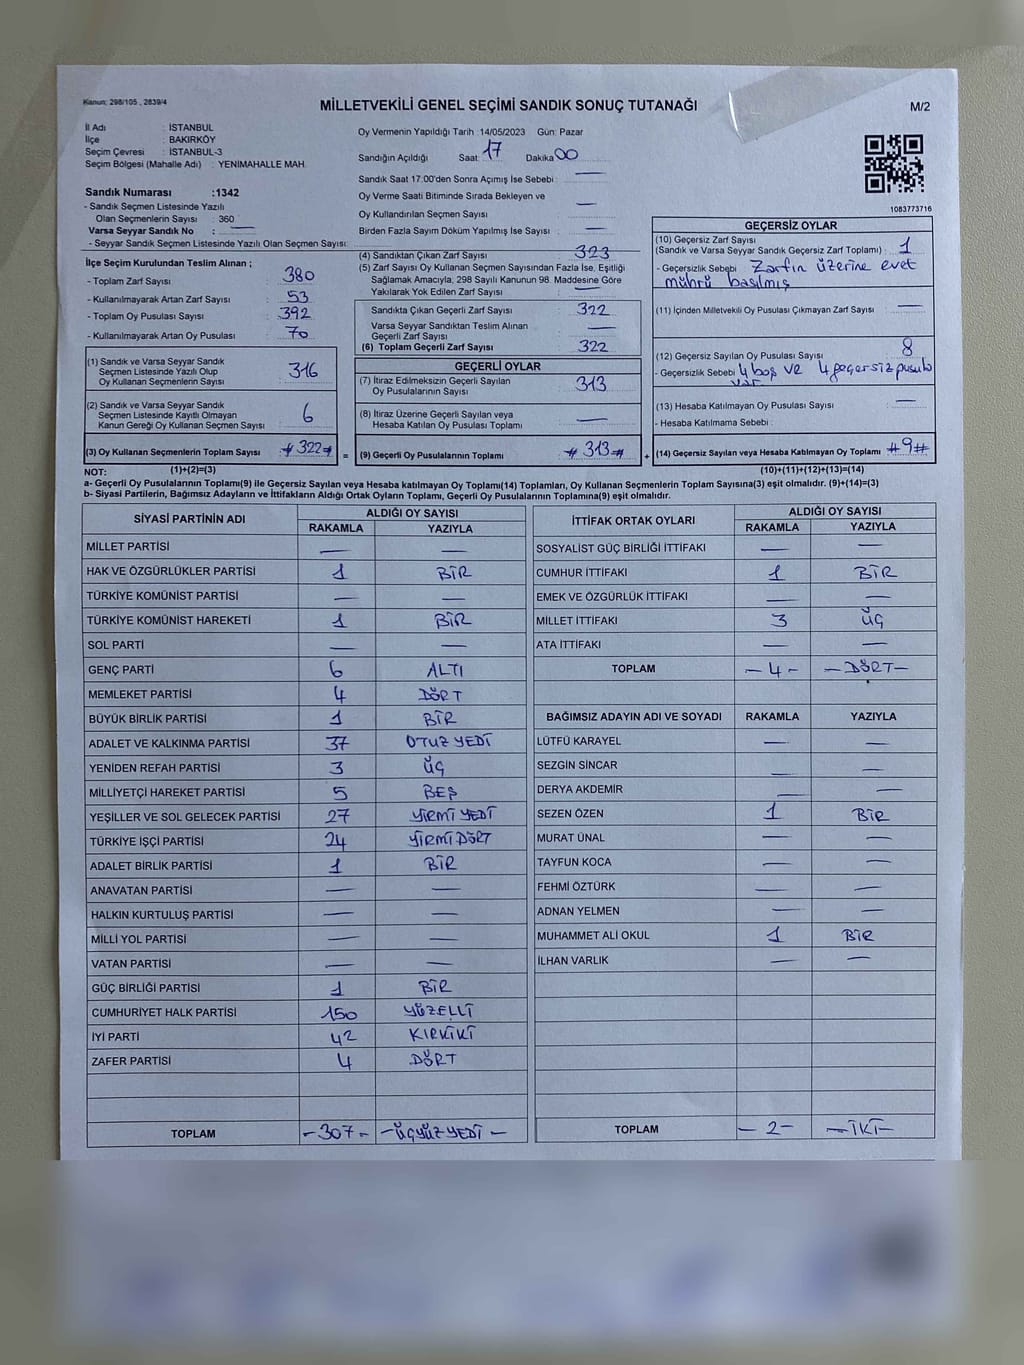 Kanun: 298/105 , 2839/4
MİLLETVEKİLİ GENEL SEÇİMİ SANDIK SONUÇ TUTANAĞI
M/2
İl Adı : İSTANBUL
İlçe : BAKIRKÖY
Seçim Çevresi : İSTANBUL-3
Seçim Bölgesi (Mahalle Adı) : YENİMAHALLE MAH.
Sandık Numarası :1342
- Sandık Seçmen Listesinde Yazılı
Olan Seçmenlerin Sayısı : 360
Varsa Seyyar Sandık No : —
- Seyyar Sandık Seçmen Listesinde Yazılı Olan Seçmen Sayısı:
Oy Vermenin Yapıldığı Tarih :14/05/2023 Gün: Pazar
Sandığın Açıldığı Saat: 17 Dakika 00
Sandık Saat 17:00'den Sonra Açımış İse Sebebi : —
Oy Verme Saati Bitiminde Sırada Bekleyen ve —
Oy Kullandırılan Seçmen Sayısı
Birden Fazla Sayım Döküm Yapılmış İse Sayısı : —
1083773716
İlçe Seçim Kurulundan Teslim Alınan ;
- Toplam Zarf Sayısı : 380
- Kullanılmayarak Artan Zarf Sayısı : 53
- Toplam Oy Pusulası Sayısı : 392
- Kullanılmayarak Artan Oy Pusulası : 70
(1) Sandık ve Varsa Seyyar Sandık
Seçmen Listesinde Yazılı Olup
Oy Kullanan Seçmenlerin Sayısı : 316
(2) Sandık ve Varsa Seyyar Sandık
Seçmen Listesinde Kayıtlı Olmayan
Kanun Gereği Oy Kullanan Seçmen Sayısı : 6
(3) Oy Kullanan Seçmenlerin Toplam Sayısı : #322#
=
(4) Sandıktan Çıkan Zarf Sayısı : 323
(5) Zarf Sayısı Oy Kullanan Seçmen Sayısından Fazla İse, Eşitliği
Sağlamak Amacıyla, 298 Sayılı Kanunun 98. Maddesine Göre
Yakılarak Yok Edilen Zarf Sayısı : —
Sandıkta Çıkan Geçerli Zarf Sayısı : 322
Varsa Seyyar Sandıktan Teslim Alınan
Geçerli Zarf Sayısı : —
(6) Toplam Geçerli Zarf Sayısı : 322
GEÇERLİ OYLAR
(7) İtiraz Edilmeksizin Geçerli Sayılan
Oy Pusulalarının Sayısı : 313
(8) İtiraz Üzerine Geçerli Sayılan veya
Hesaba Katılan Oy Pusulası Toplamı : —
(9) Geçerli Oy Pusulalarının Toplamı : #313#
+
GEÇERSİZ OYLAR
(10) Geçersiz Zarf Sayısı
(Sandık ve Varsa Seyyar Sandık Geçersiz Zarf Toplamı) : 1
- Geçersizlik Sebebi : Zarfın üzerine evet
mührü basılmış
(11) İçinden Milletvekili Oy Pusulası Çıkmayan Zarf Sayısı : —
(12) Geçersiz Sayılan Oy Pusulası Sayısı : 8
- Geçersizlik Sebebi 4 boş ve 4 geçersiz pusula
var
(13) Hesaba Katılmayan Oy Pusulası Sayısı : —
- Hesaba Katılmama Sebebi :
(14) Geçersiz Sayılan veya Hesaba Katılmayan Oy Toplamı #9#
NOT: (1)+(2)=(3) (10)+(11)+(12)+(13)=(14)
a- Geçerli Oy Pusulalarının Toplamı(9) ile Geçersiz Sayılan veya Hesaba katılmayan Oy Toplamı(14) Toplamları, Oy Kullanan Seçmenlerin Toplam Sayısına(3) eşit olmalıdır. (9)+(14)=(3)
b- Siyasi Partilerin, Bağımsız Adayların ve İttifakların Aldığı Ortak Oyların Toplamı, Geçerli Oy Pusulalarının Toplamına(9) eşit olmalıdır.
SİYASİ PARTİNİN ADI ALDIĞI OY SAYISI
RAKAMLA YAZIYLA
MİLLET PARTİSİ — —
HAK VE ÖZGÜRLÜKLER PARTİSİ 1 BİR
TÜRKİYE KOMÜNİST PARTİSİ — —
TÜRKİYE KOMÜNİST HAREKETİ 1 BİR
SOL PARTİ — —
GENÇ PARTİ 6 ALTI
MEMLEKET PARTİSİ 4 DÖRT
BÜYÜK BİRLİK PARTİSİ 1 BİR
ADALET VE KALKINMA PARTİSİ 37 OTUZ YEDİ
YENİDEN REFAH PARTİSİ 3 ÜÇ
MİLLİYETÇİ HAREKET PARTİSİ 5 BEŞ
YEŞİLLER VE SOL GELECEK PARTİSİ 27 YİRMİ YEDİ
TÜRKİYE İŞÇİ PARTİSİ 24 YİRMİ DÖRT
ADALET BİRLİK PARTİSİ 1 BİR
ANAVATAN PARTİSİ — —
HALKIN KURTULUŞ PARTİSİ — —
MİLLİ YOL PARTİSİ — —
VATAN PARTİSİ — —
GÜÇ BİRLİĞİ PARTİSİ 1 BİR
CUMHURİYET HALK PARTİSİ 150 YÜZELLİ
İYİ PARTİ 42 KIRKİKİ
ZAFER PARTİSİ 4 DÖRT
TOPLAM -307- -ÜÇYÜZ YEDİ-
İTTİFAK ORTAK OYLARI ALDIĞI OY SAYISI
RAKAMLA YAZIYLA
SOSYALİST GÜÇ BİRLİĞİ İTTİFAKI — —
CUMHUR İTTİFAKI 1 BİR
EMEK VE ÖZGÜRLÜK İTTİFAKI — —
MİLLET İTTİFAKI 3 ÜÇ
ATA İTTİFAKI — —
TOPLAM -4- -DÖRT-
BAĞIMSIZ ADAYIN ADI VE SOYADI RAKAMLA YAZIYLA
LÜTFÜ KARAYEL — —
SEZGİN SİNCAR — —
DERYA AKDEMİR — —
SEZEN ÖZEN 1 BİR
MURAT ÜNAL — —
TAYFUN KOCA — —
FEHMİ ÖZTÜRK — —
ADNAN YELMEN — —
MUHAMMET ALİ OKUL 1 BİR
İLHAN VARLIK — —
TOPLAM -2- -İKİ-